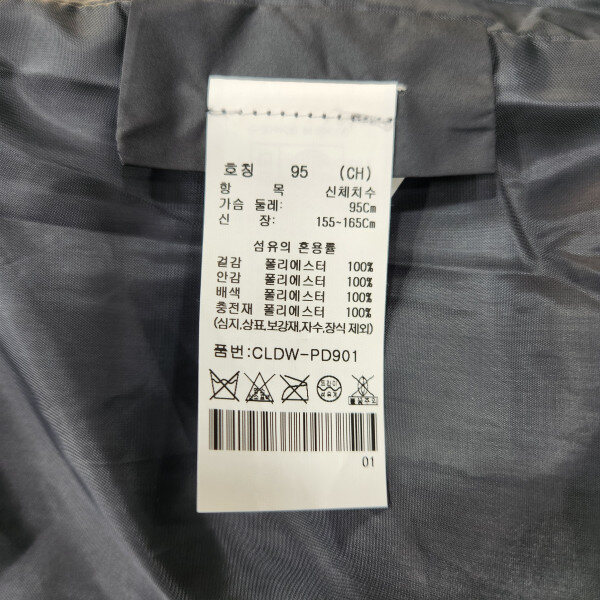 호칭 95 (CH)
항 목 신체치수
가슴 둘레: 95Cm
신 장: 155~165Cm
섬유의 혼용률
겉감 폴리에스터 100%
안감 폴리에스터 100%
배색 폴리에스터 100%
충전재 폴리에스터 100%
(심지,상표,보강재,자수,장식 제외)
품번:CLDW-PD901
01